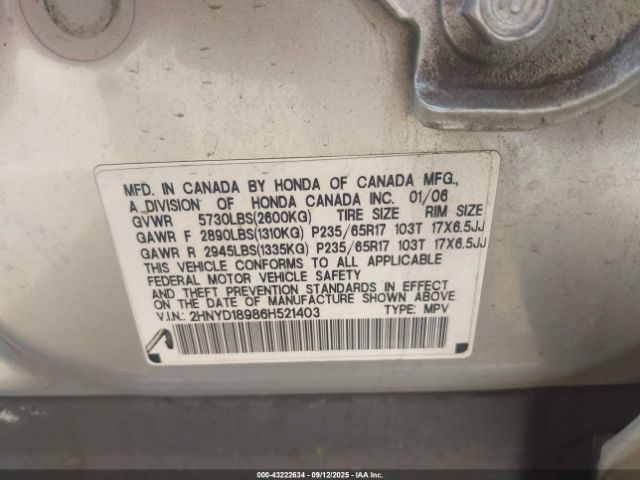 MFD. IN CANADA BY HONDA OF CANADA MFG.,
A DIVISION OF HONDA CANADA INC. 01/06
GVWR 5730LBS(2600KG) TIRE SIZE RIM SIZE
GAWR F 2890LBS(1310KG) P235/65R17 103T 17X6.5JJ
GAWR R 2945LBS(1335KG) P235/65R17 103T 17X6.5JJ
THIS VEHICLE CONFORMS TO ALL APPLICABLE
FEDERAL MOTOR VEHICLE SAFETY
AND THEFT PREVENTION STANDARDS IN EFFECT
ON THE DATE OF MANUFACTURE SHOWN ABOVE.
V.I.N.: 2HNYD18986H521403 TYPE: MPV
000-43222634 - 09/12/2025 - IAA Inc.